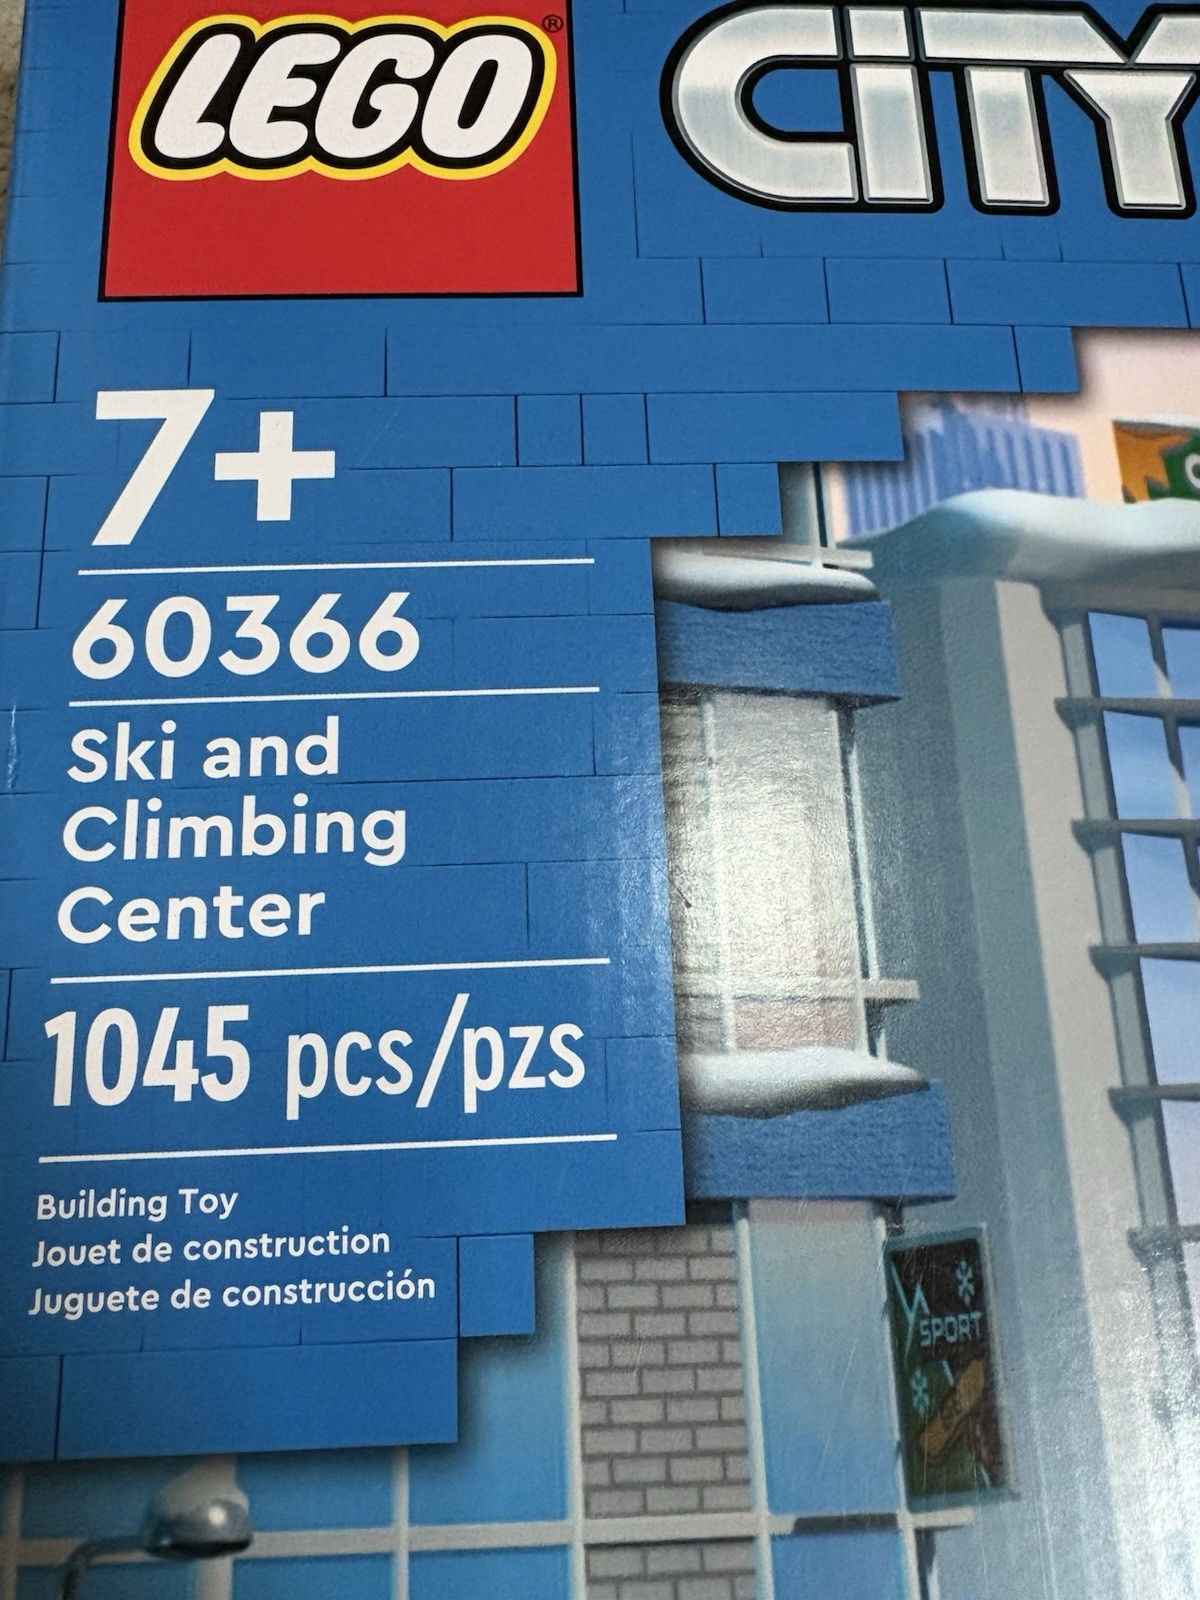 LEGO®
CITY
7+
60366
Ski and
Climbing
Center
1045 pcs/pzs
Building Toy
Jouet de construction
Juguete de construcción
SPORT